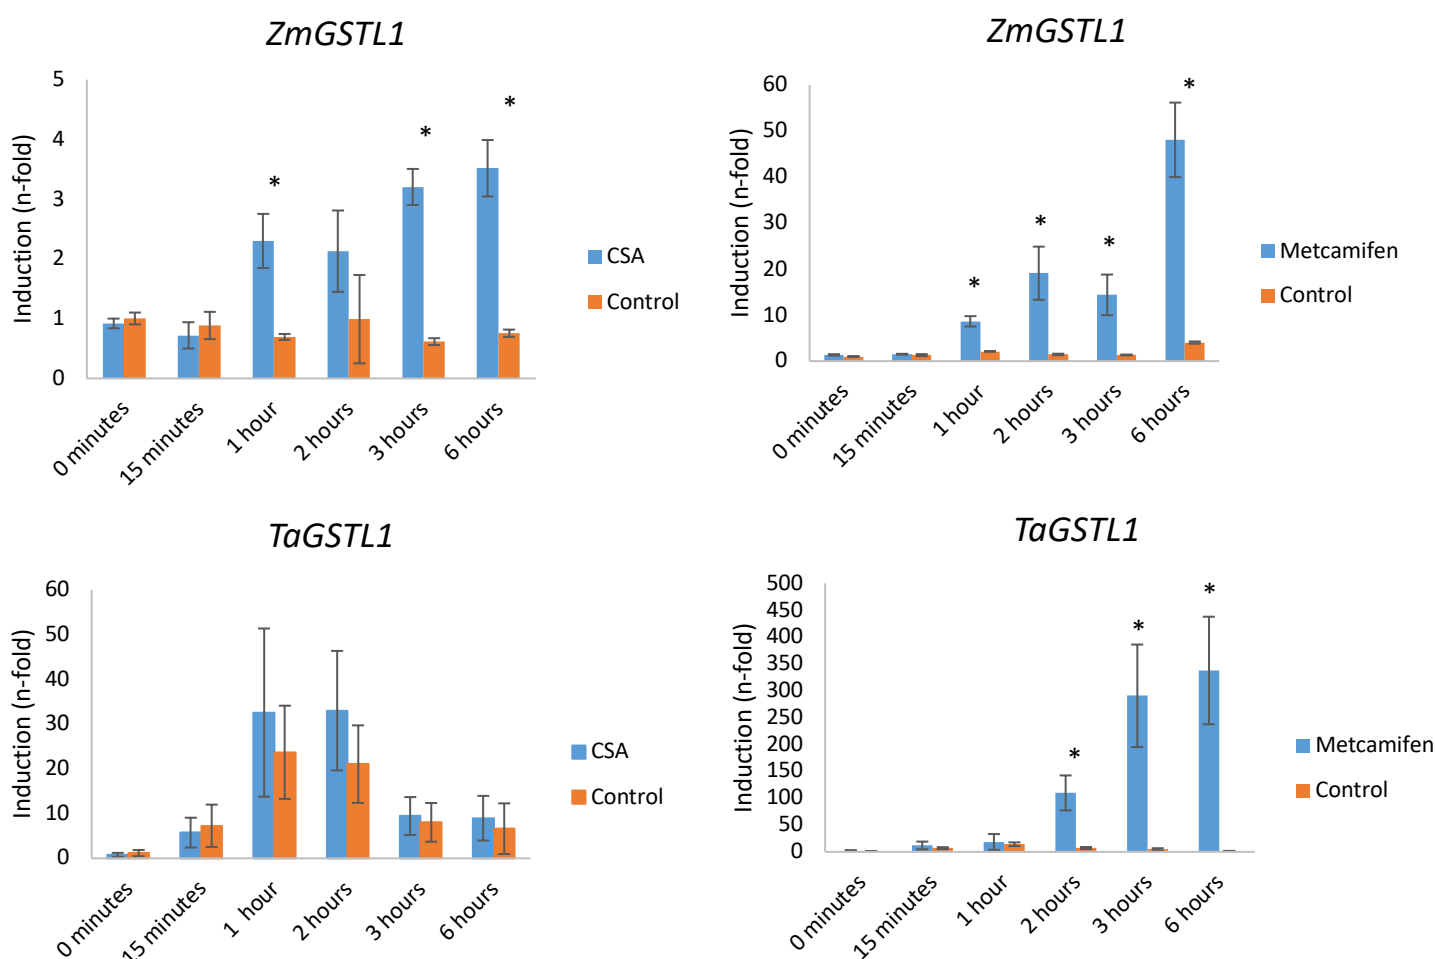 ZmGSTL1
Induction (n-fold)
5
4
3
2
1
0
*
*
*
0 minutes
15 minutes
1 hour
2 hours
3 hours
6 hours
CSA
Control
ZmGSTL1
Induction (n-fold)
60
50
40
30
20
10
0
*
*
*
*
0 minutes
15 minutes
1 hour
2 hours
3 hours
6 hours
Metcamifen
Control
TaGSTL1
Induction (n-fold)
60
50
40
30
20
10
0
0 minutes
15 minutes
1 hour
2 hours
3 hours
6 hours
CSA
Control
TaGSTL1
Induction (n-fold)
500
450
400
350
300
250
200
150
100
50
0
*
*
*
0 minutes
15 minutes
1 hour
2 hours
3 hours
6 hours
Metcamifen
Control